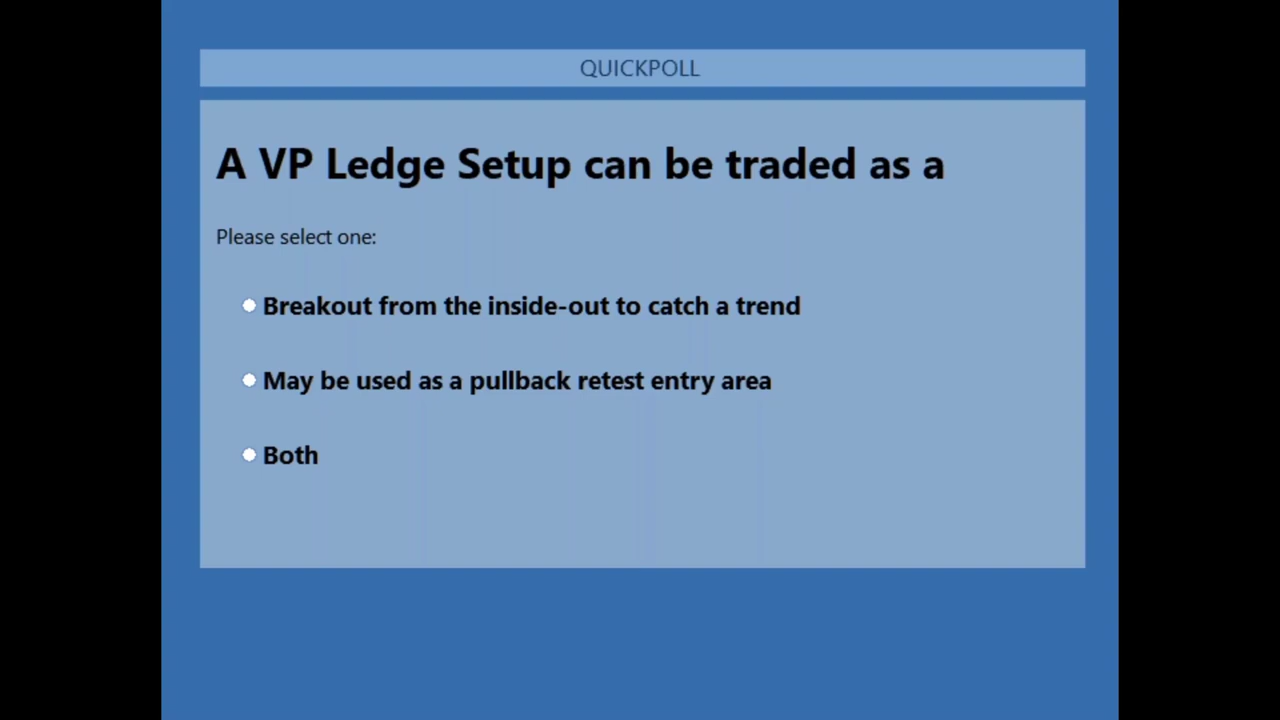 QUICKPOLL
A VP Ledge Setup can be traded as a
Please select one:
Breakout from the inside-out to catch a trend
May be used as a pullback retest entry area
Both